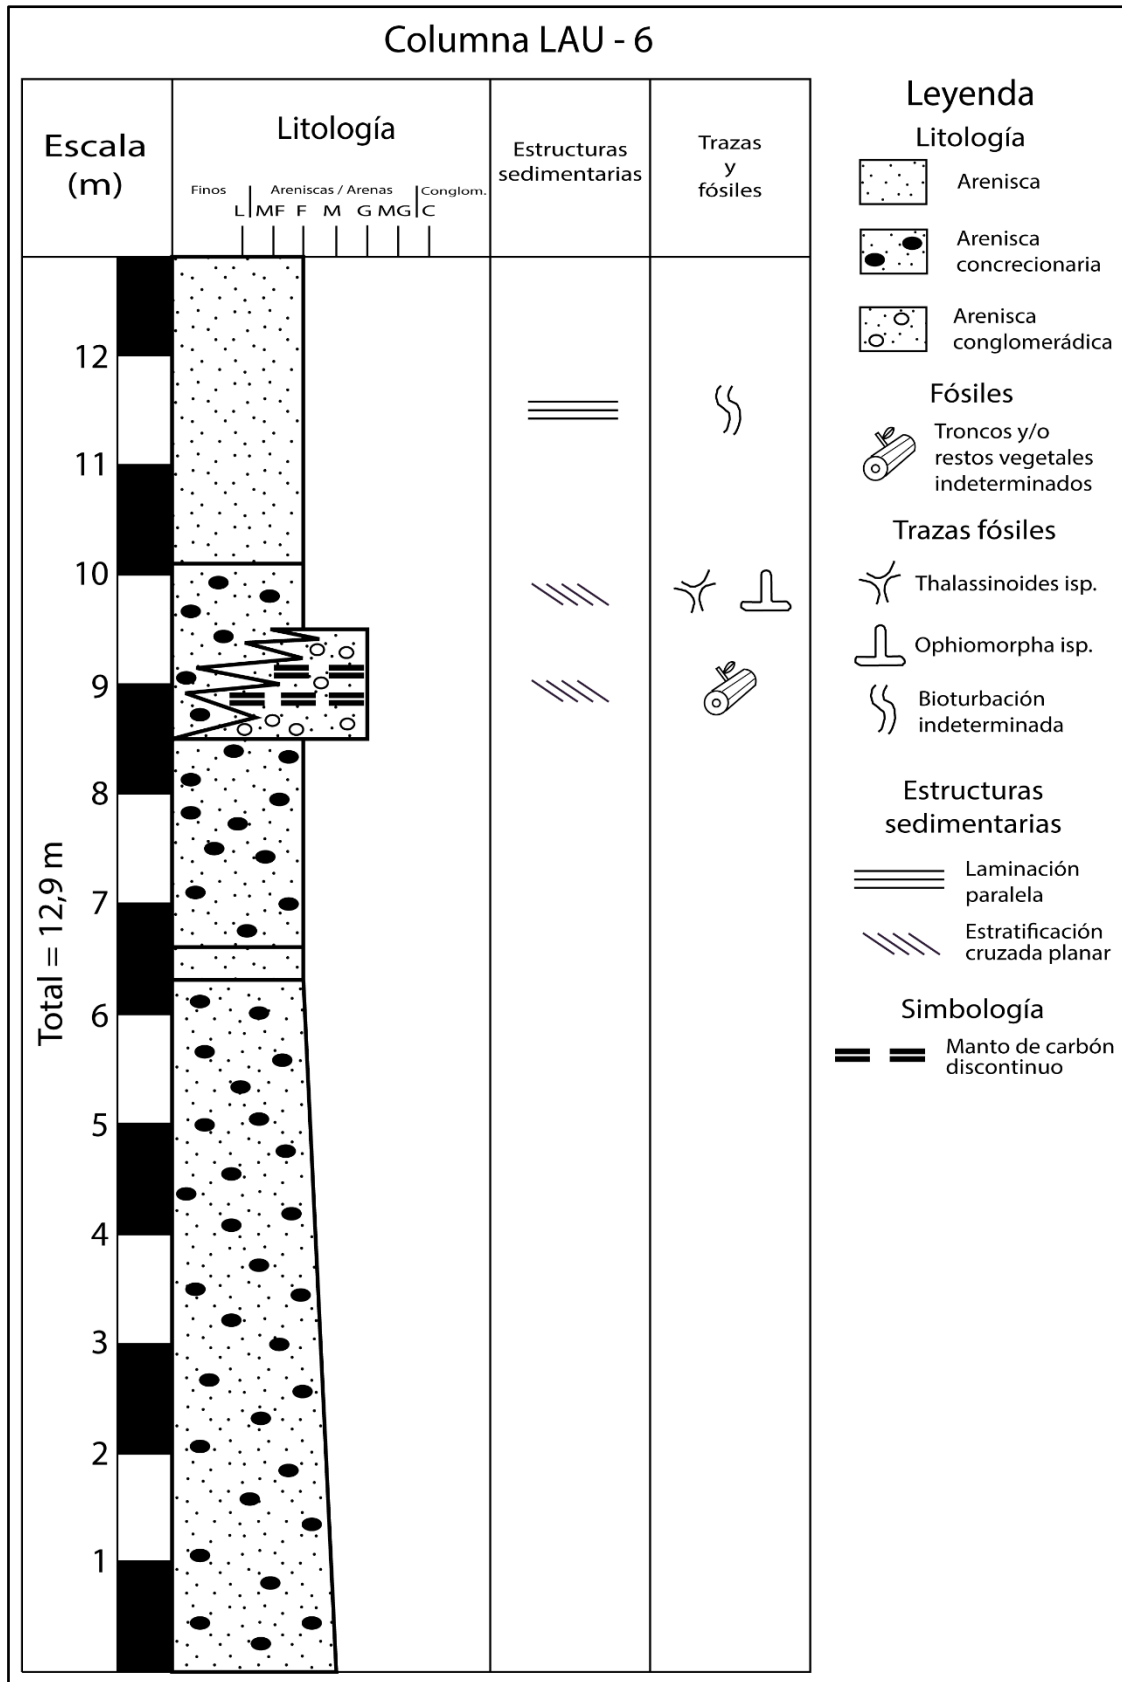 Columna LAU - 6
Escala
(m)
Litología
Finos
Areniscas / Arenas
Conglom.
L MF F M G MG C
Estructuras
sedimentarias
Trazas
y
fósiles
12
11
10
9
8
7
6
5
4
3
2
1
Total = 12,9 m
Leyenda
Litología
Arenisca
Arenisca
concrecionaria
Arenisca
conglomerádica
Fósiles
Troncos y/o
restos vegetales
indeterminados
Trazas fósiles
Thalassinoides isp.
Ophiomorpha isp.
Bioturbación
indeterminada
Estructuras
sedimentarias
Laminación
paralela
Estratificación
cruzada planar
Simbología
Manto de carbón
discontinuo